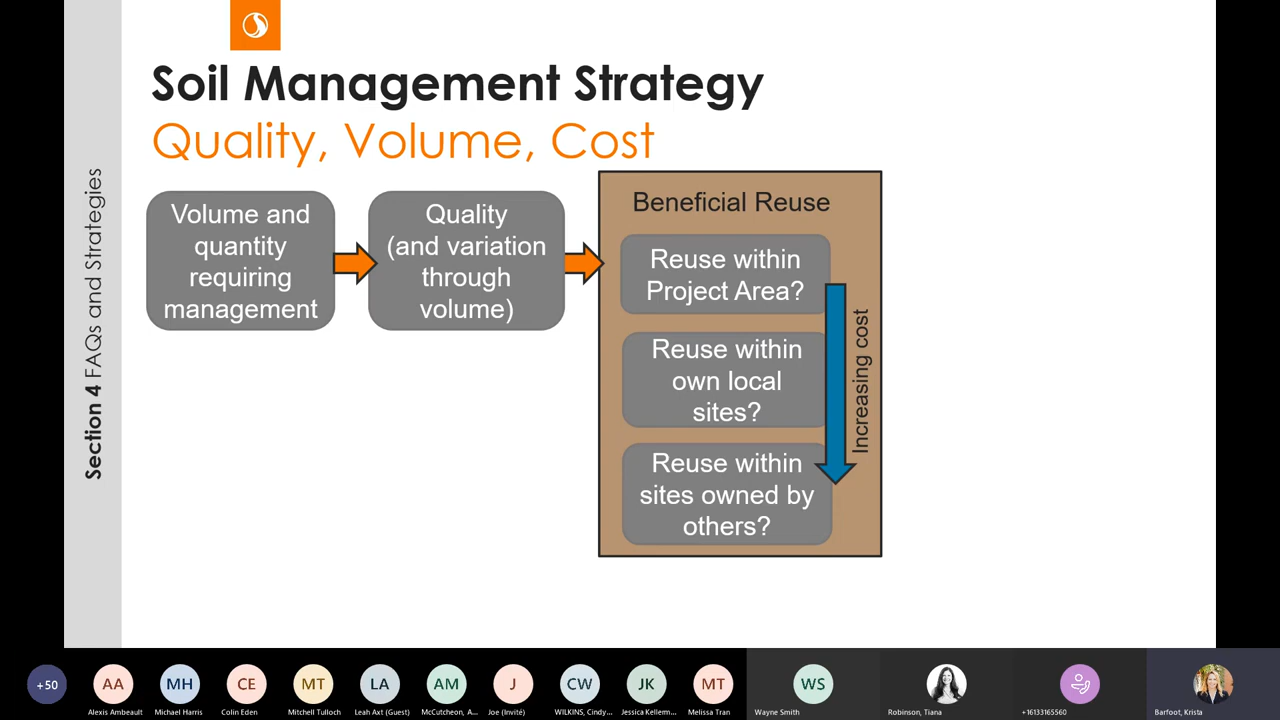 Soil Management Strategy
Quality, Volume, Cost
Section 4 FAQs and Strategies
Volume and
quantity
requiring
management
Quality
(and variation
through
volume)
Beneficial Reuse
Reuse within
Project Area?
Reuse within
own local
sites?
Reuse within
sites owned by
others?
Increasing cost
+50
AA
Alexis Ambeault
MH
Michael Harris
CE
Colin Eden
MT
Mitchell Tulloch
LA
Leah Axt (Guest)
AM
McCutcheon, A...
J
Joe (Invité)
CW
WILKINS, Cindy...
JK
Jessica Kellem...
MT
Melissa Tran
WS
Wayne Smith
Robinson, Tiana
+16133165560
Barfoot, Krista